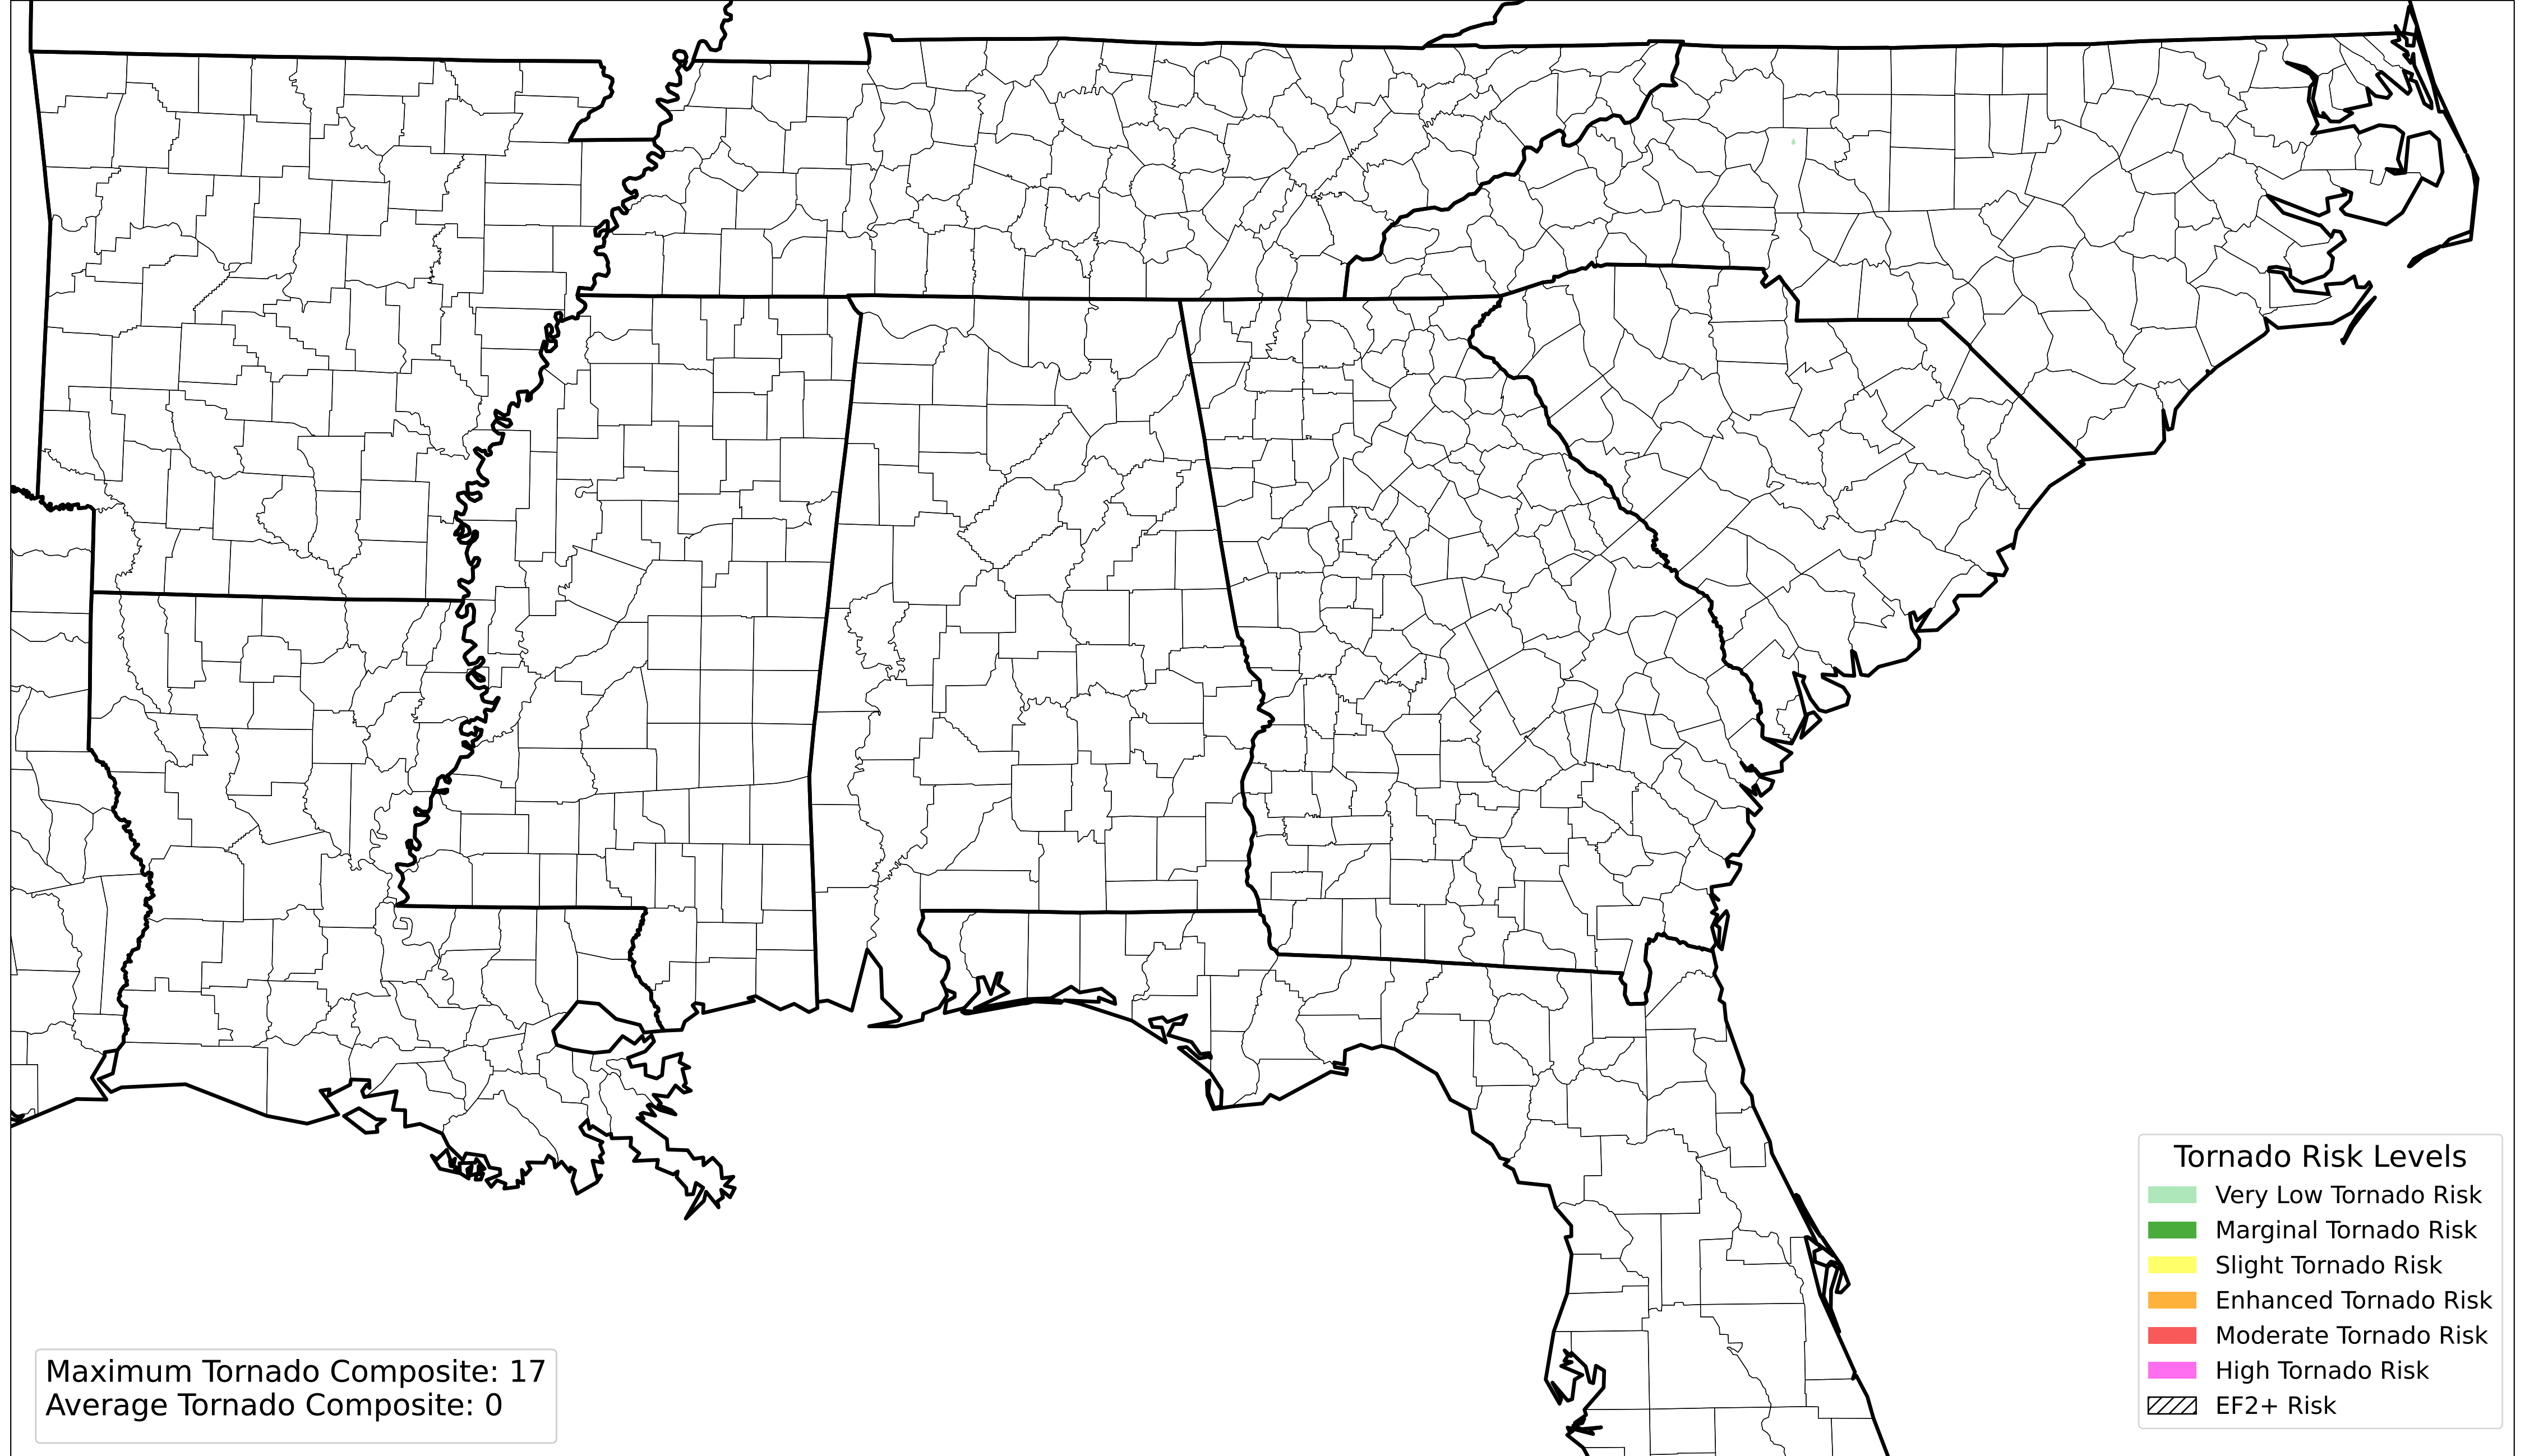 Tornado Risk Levels
Very Low Tornado Risk
Marginal Tornado Risk
Slight Tornado Risk
Enhanced Tornado Risk
Moderate Tornado Risk
High Tornado Risk
EF2+ Risk
Maximum Tornado Composite: 17
Average Tornado Composite: 0